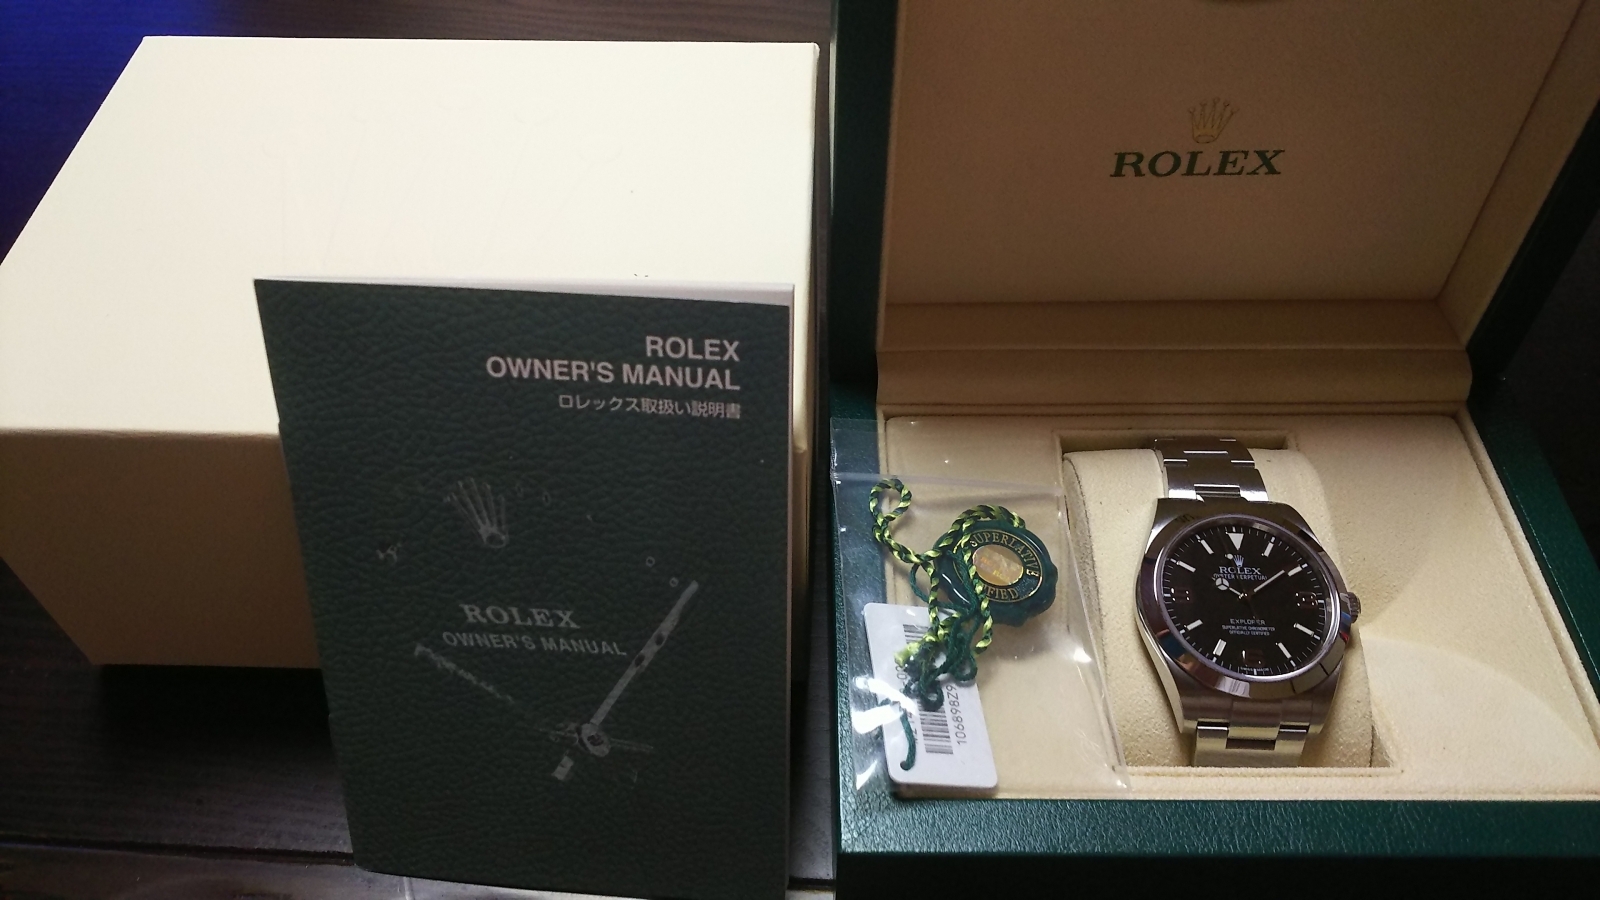 ROLEX
OWNER'S MANUAL
ロレックス取扱い説明書
ROLEX
OWNER'S MANUAL
ROLEX
SUPERLATIVE
106898Z9
ROLEX
OYSTER PERPETUAL
EXPLORER
SUPERLATIVE CHRONOMETER
OFFICIALLY CERTIFIED